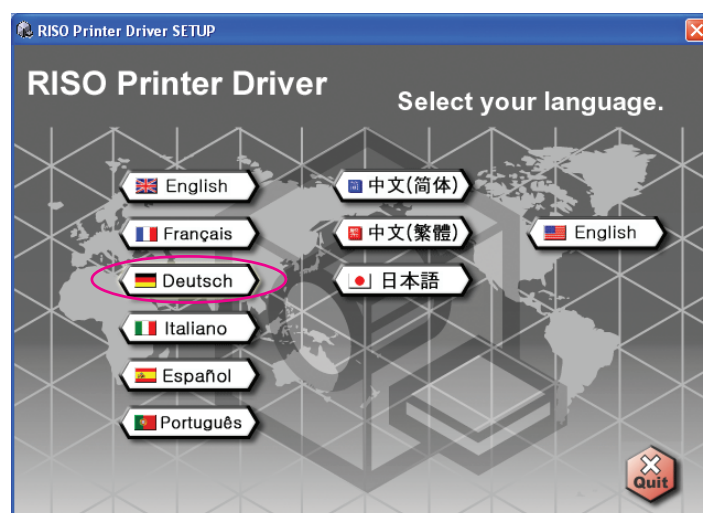 RISO Printer Driver SETUP
RISO Printer Driver
Select your language.
English
Français
Deutsch
Italiano
Español
Português
中文(简体)
中文(繁體)
日本語
English
Quit